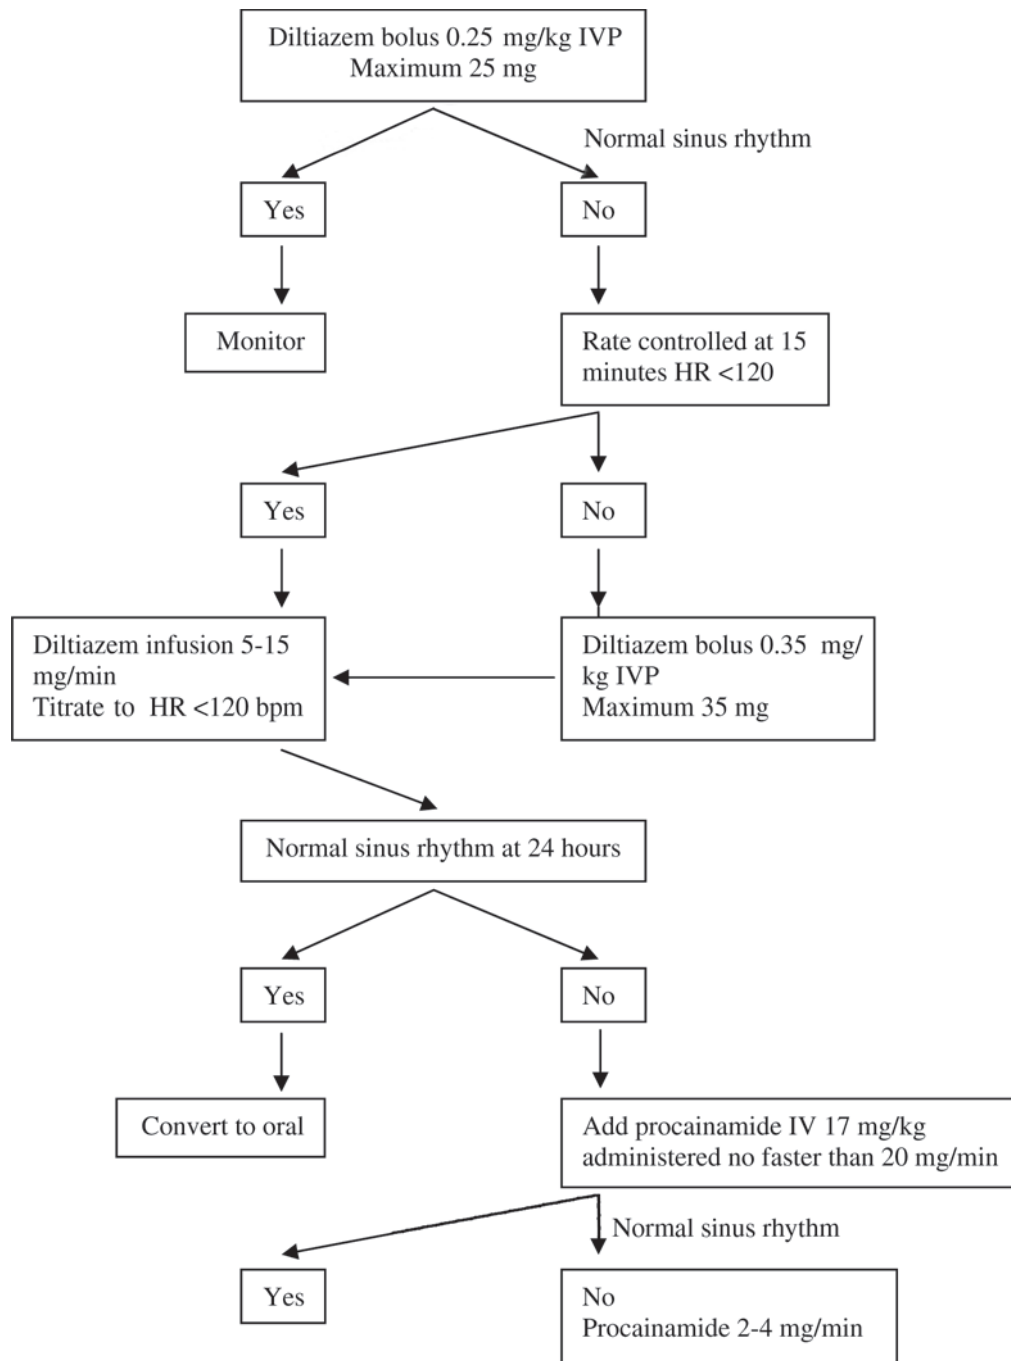 Diltiazem bolus 0.25 mg/kg IVP
Maximum 25 mg
Normal sinus rhythm
Yes
No
Monitor
Rate controlled at 15
minutes HR <120
Yes
No
Diltiazem infusion 5-15
mg/min
Titrate to HR <120 bpm
Diltiazem bolus 0.35 mg/
kg IVP
Maximum 35 mg
Normal sinus rhythm at 24 hours
Yes
No
Convert to oral
Add procainamide IV 17 mg/kg
administered no faster than 20 mg/min
Normal sinus rhythm
Yes
No
Procainamide 2-4 mg/min